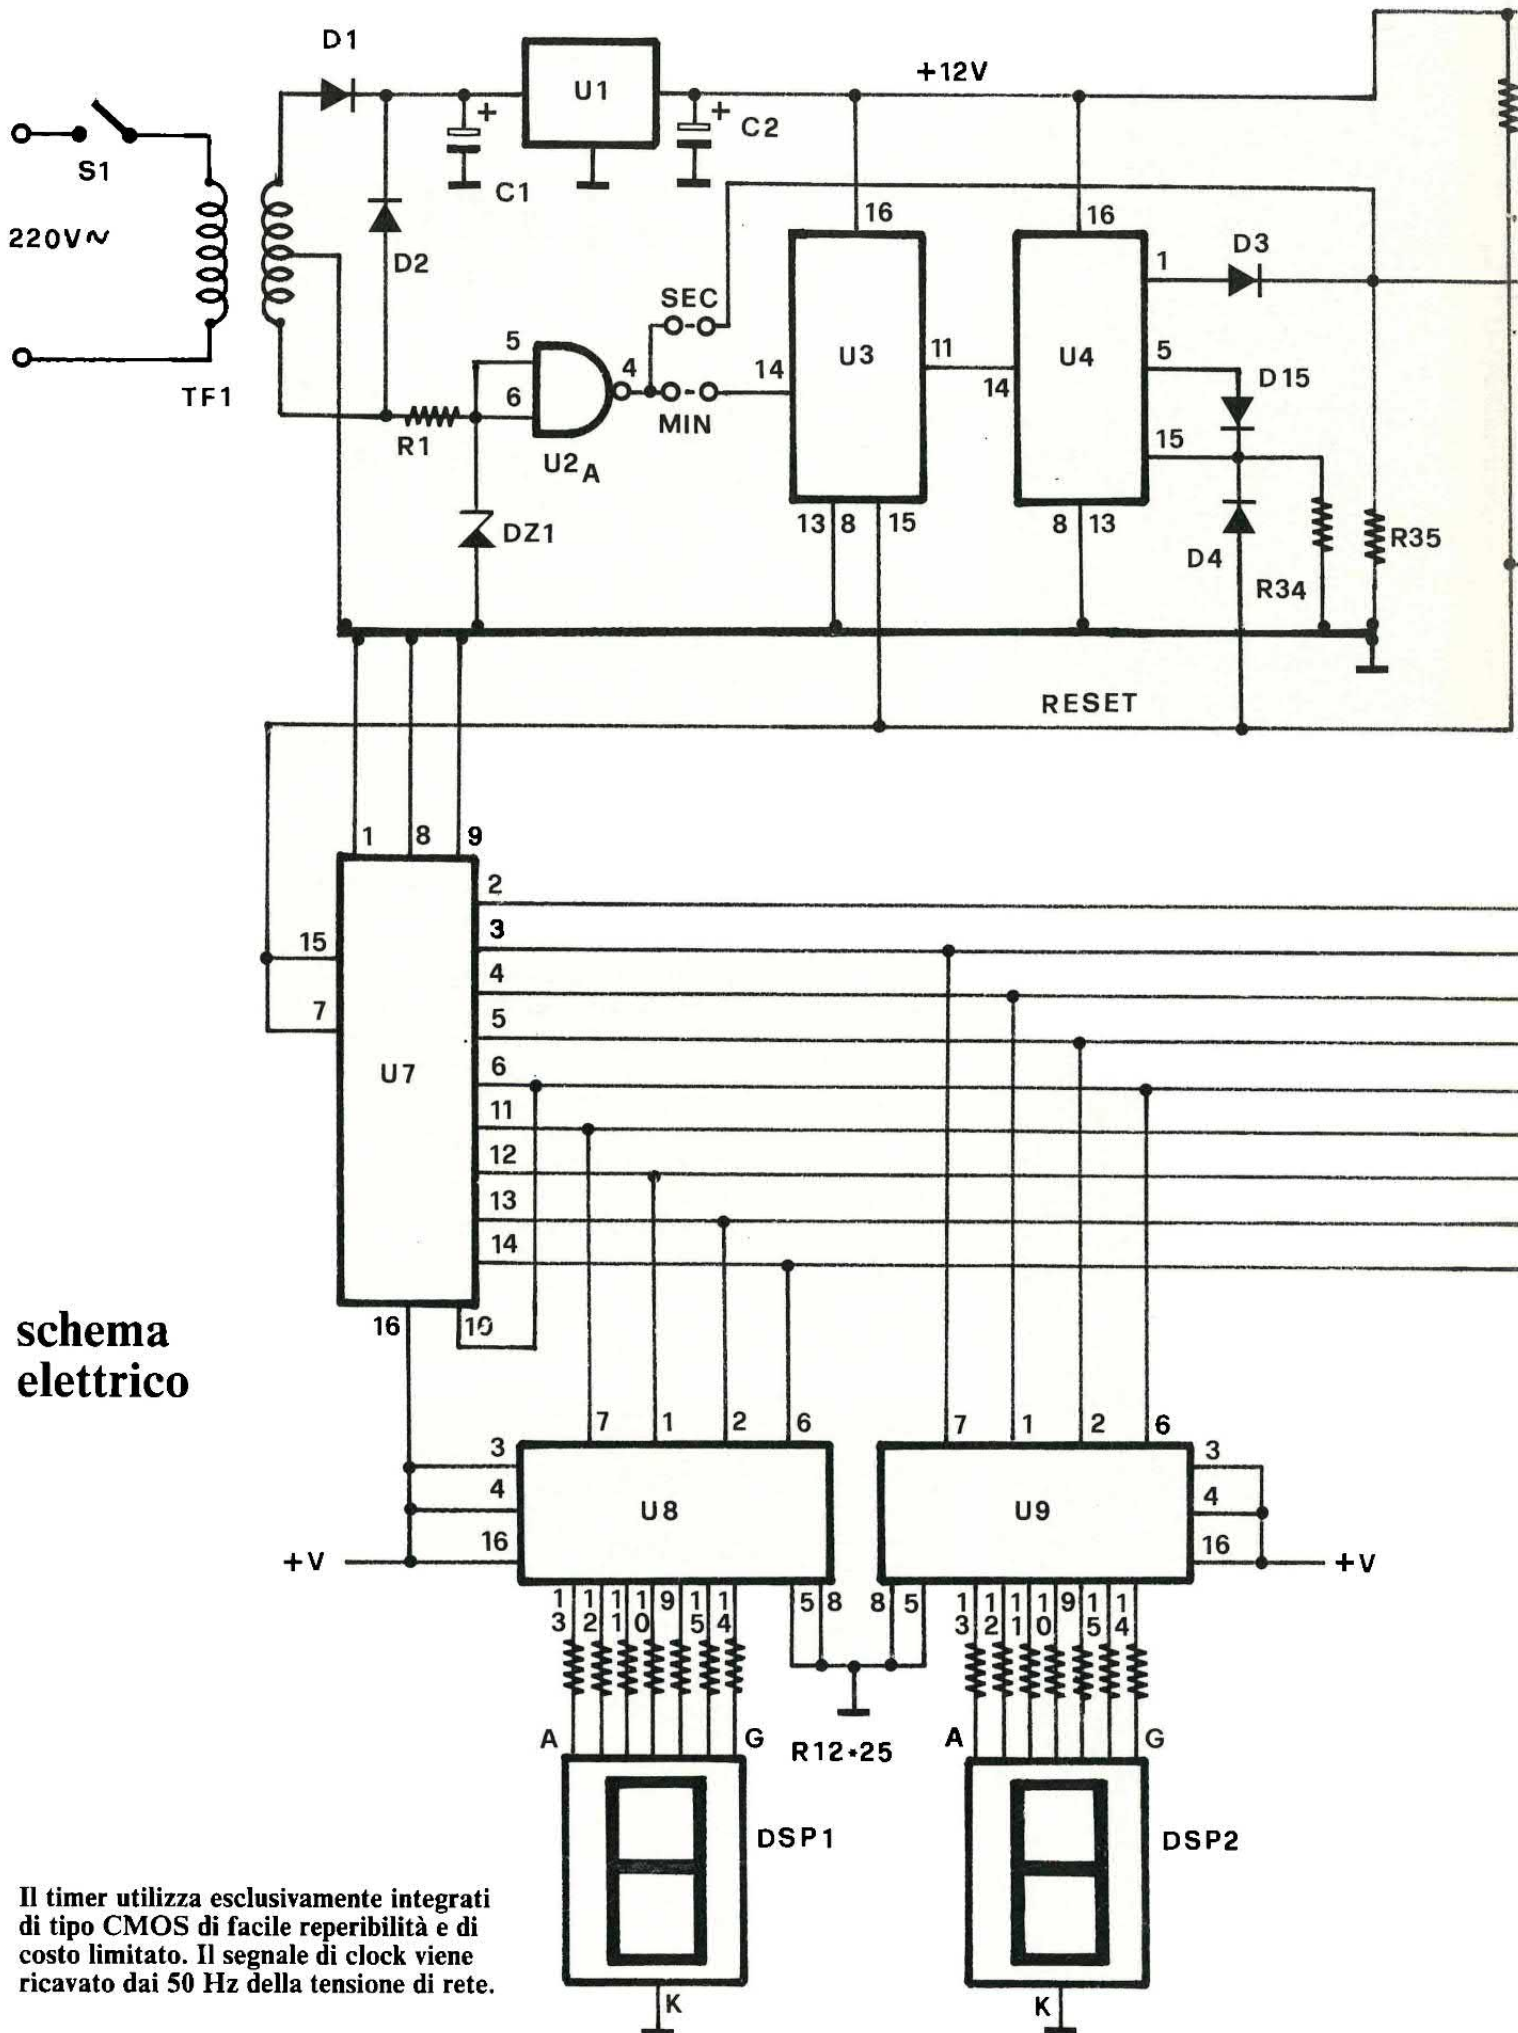 D1
U1
+12V
+
+
C2
S1
C1
220V~
D2
16
16
D3
1
SEC
5
4
U3
11
U4
5
14
14
D15
6
MIN
TF1
R1
U2A
15
DZ1
13 8
15
8 13
D4
R35
R34
RESET
1
8
9
2
3
15
4
7
5
U7
6
11
12
13
14
schema
elettrico
16
10
7
1
2
6
7
1
2
6
3
3
4
U8
U9
4
16
16
+V
+V
13
12
11
10
9
15
14
5
8
8
5
13
12
11
10
9
15
14
A
G
R12÷25
A
G
DSP1
DSP2
Il timer utilizza esclusivamente integrati
di tipo CMOS di facile reperibilità e di
costo limitato. Il segnale di clock viene
ricavato dai 50 Hz della tensione di rete.
K
K